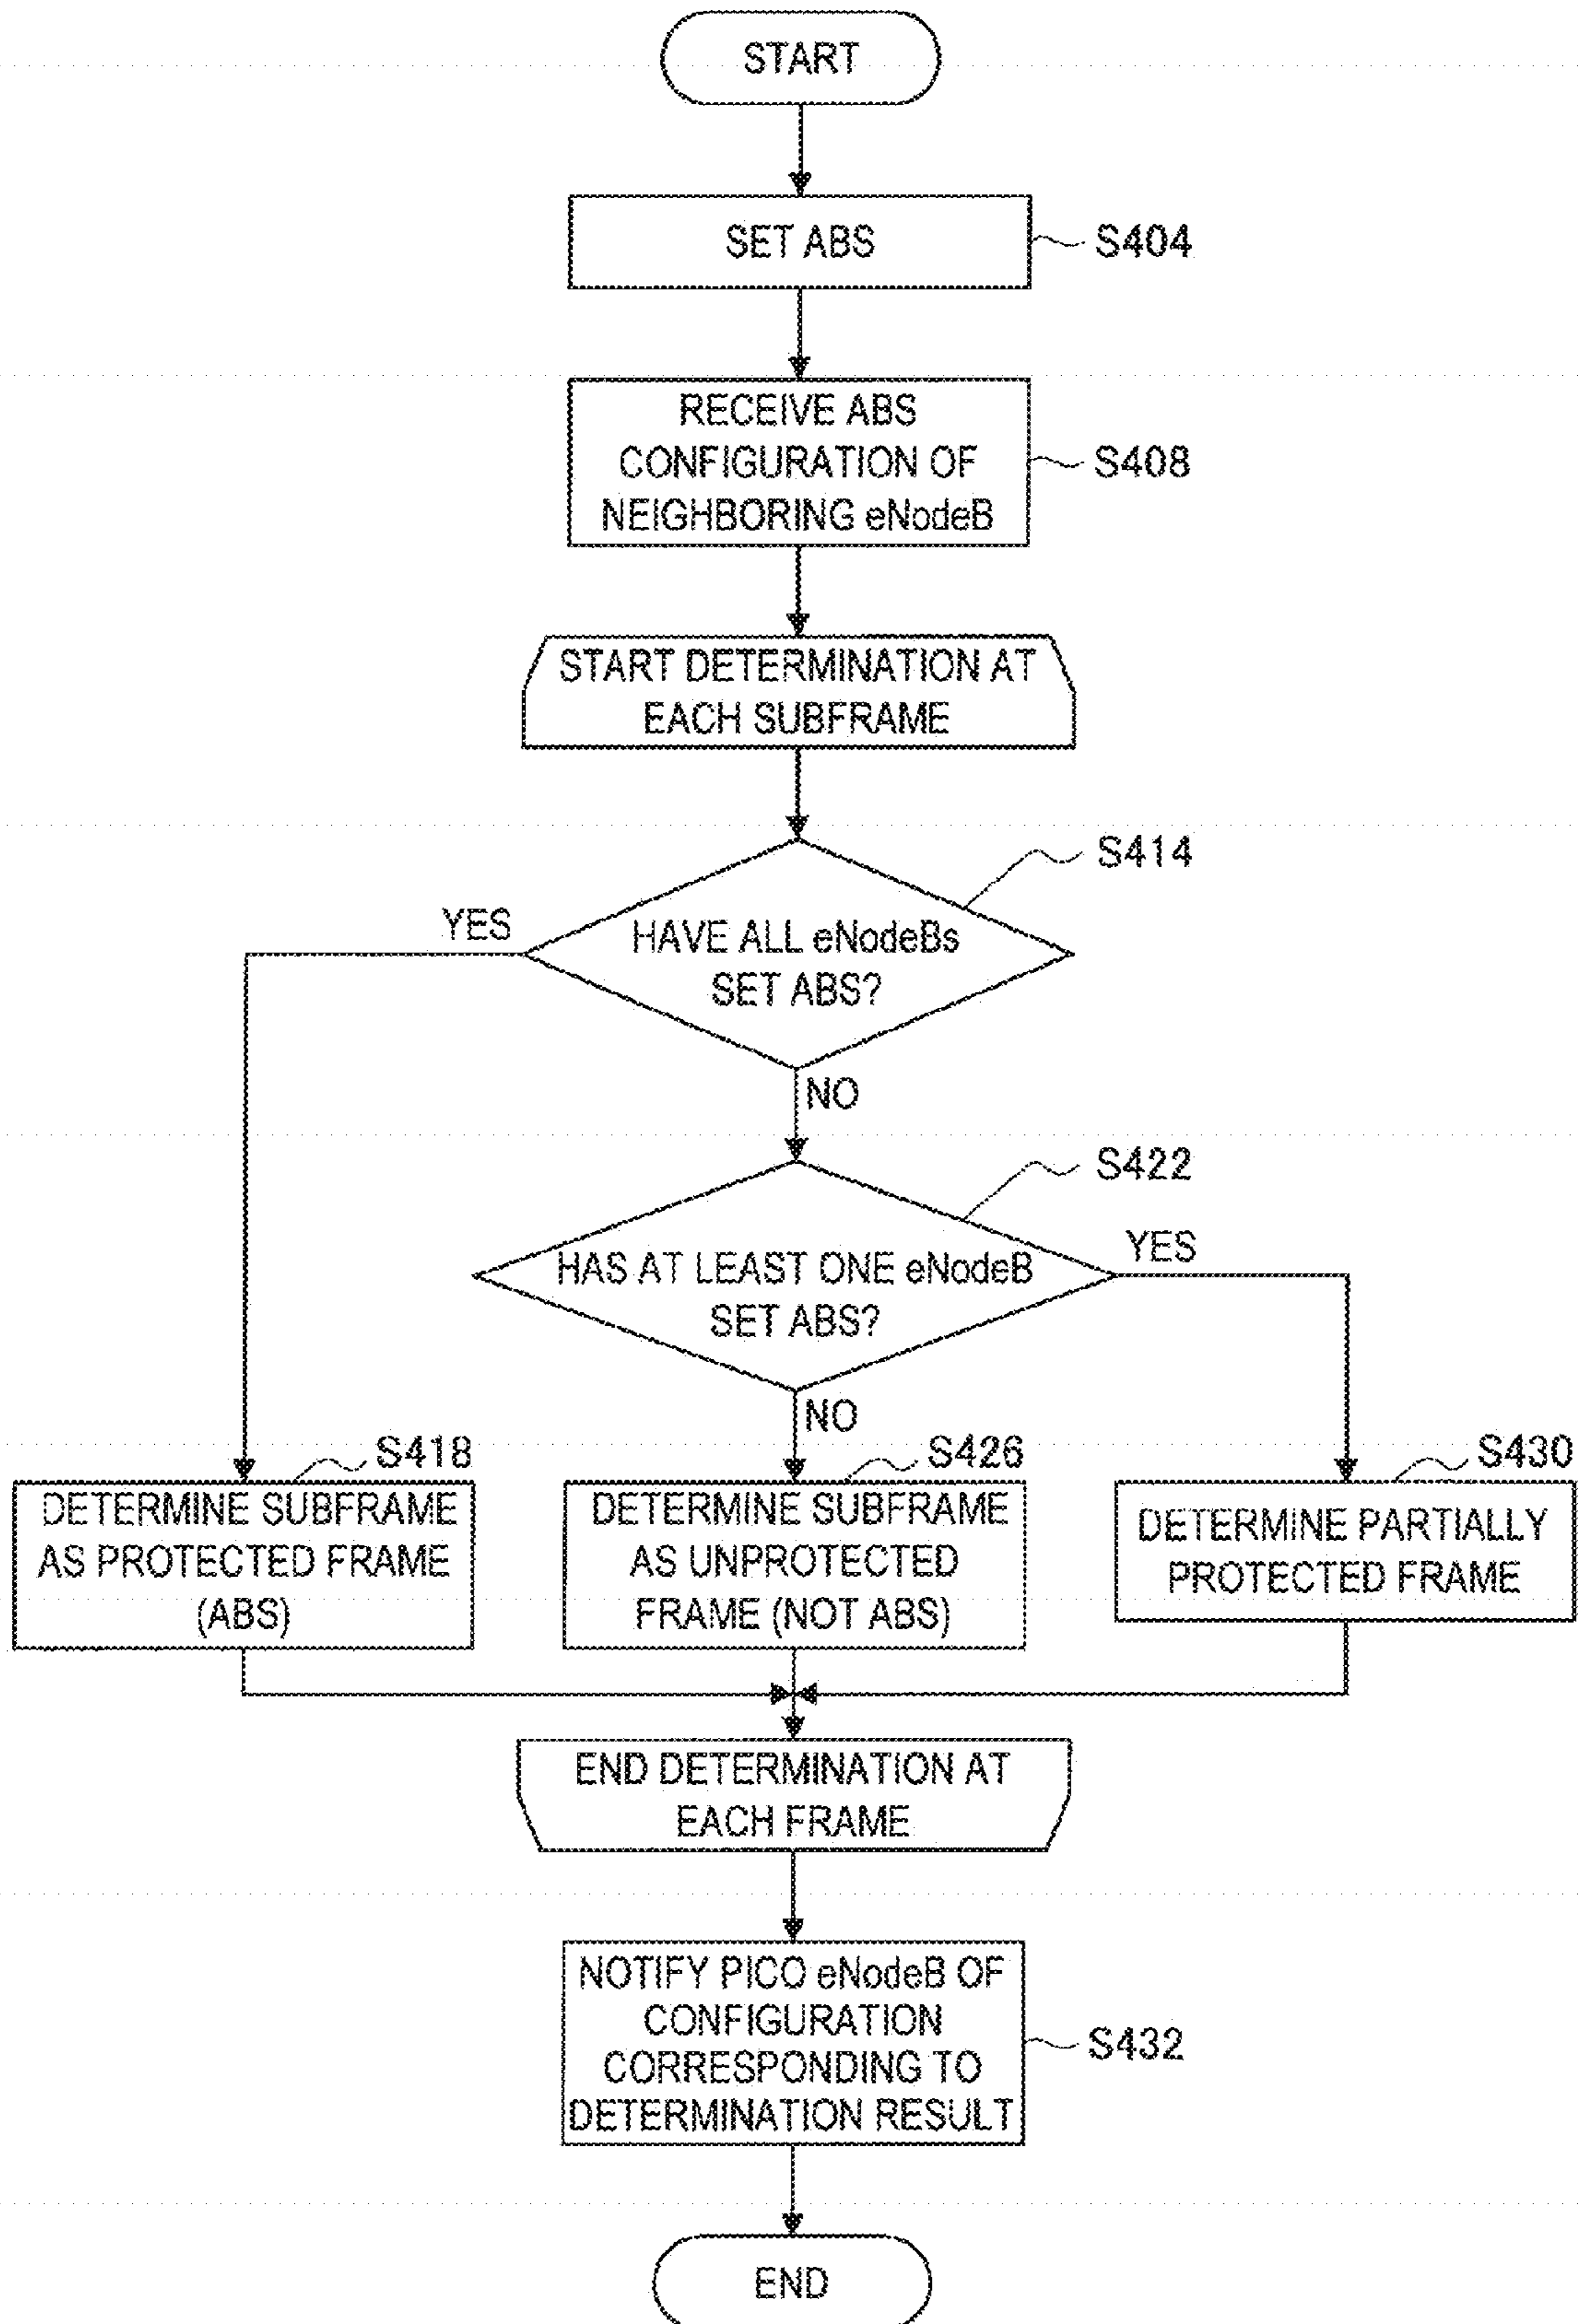 START
SET ABS
S404
RECEIVE ABS
CONFIGURATION OF
NEIGHBORING eNodeB
S408
START DETERMINATION AT
EACH SUBFRAME
S414
YES
HAVE ALL eNodeBs
SET ABS?
NO
S422
YES
HAS AT LEAST ONE eNodeB
SET ABS?
NO
S418
DETERMINE SUBFRAME
AS PROTECTED FRAME
(ABS)
S426
DETERMINE SUBFRAME
AS UNPROTECTED
FRAME (NOT ABS)
S430
DETERMINE PARTIALLY
PROTECTED FRAME
END DETERMINATION AT
EACH FRAME
NOTIFY PICO eNodeB OF
CONFIGURATION
CORRESPONDING TO
DETERMINATION RESULT
S432
END